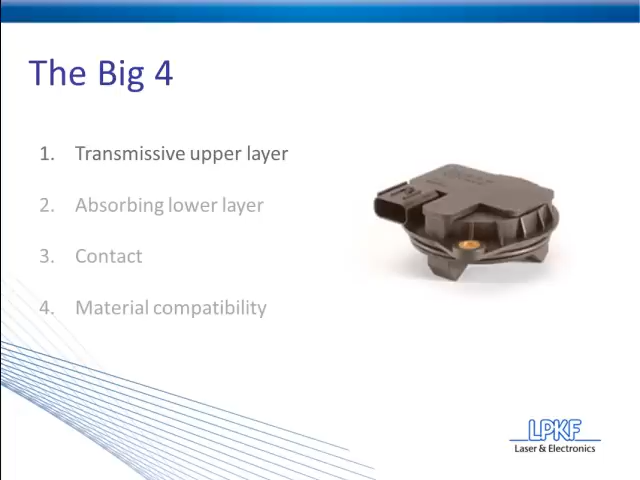 The Big 4
1. Transmissive upper layer
2. Absorbing lower layer
3. Contact
4. Material compatibility
LPKF
Laser & Electronics